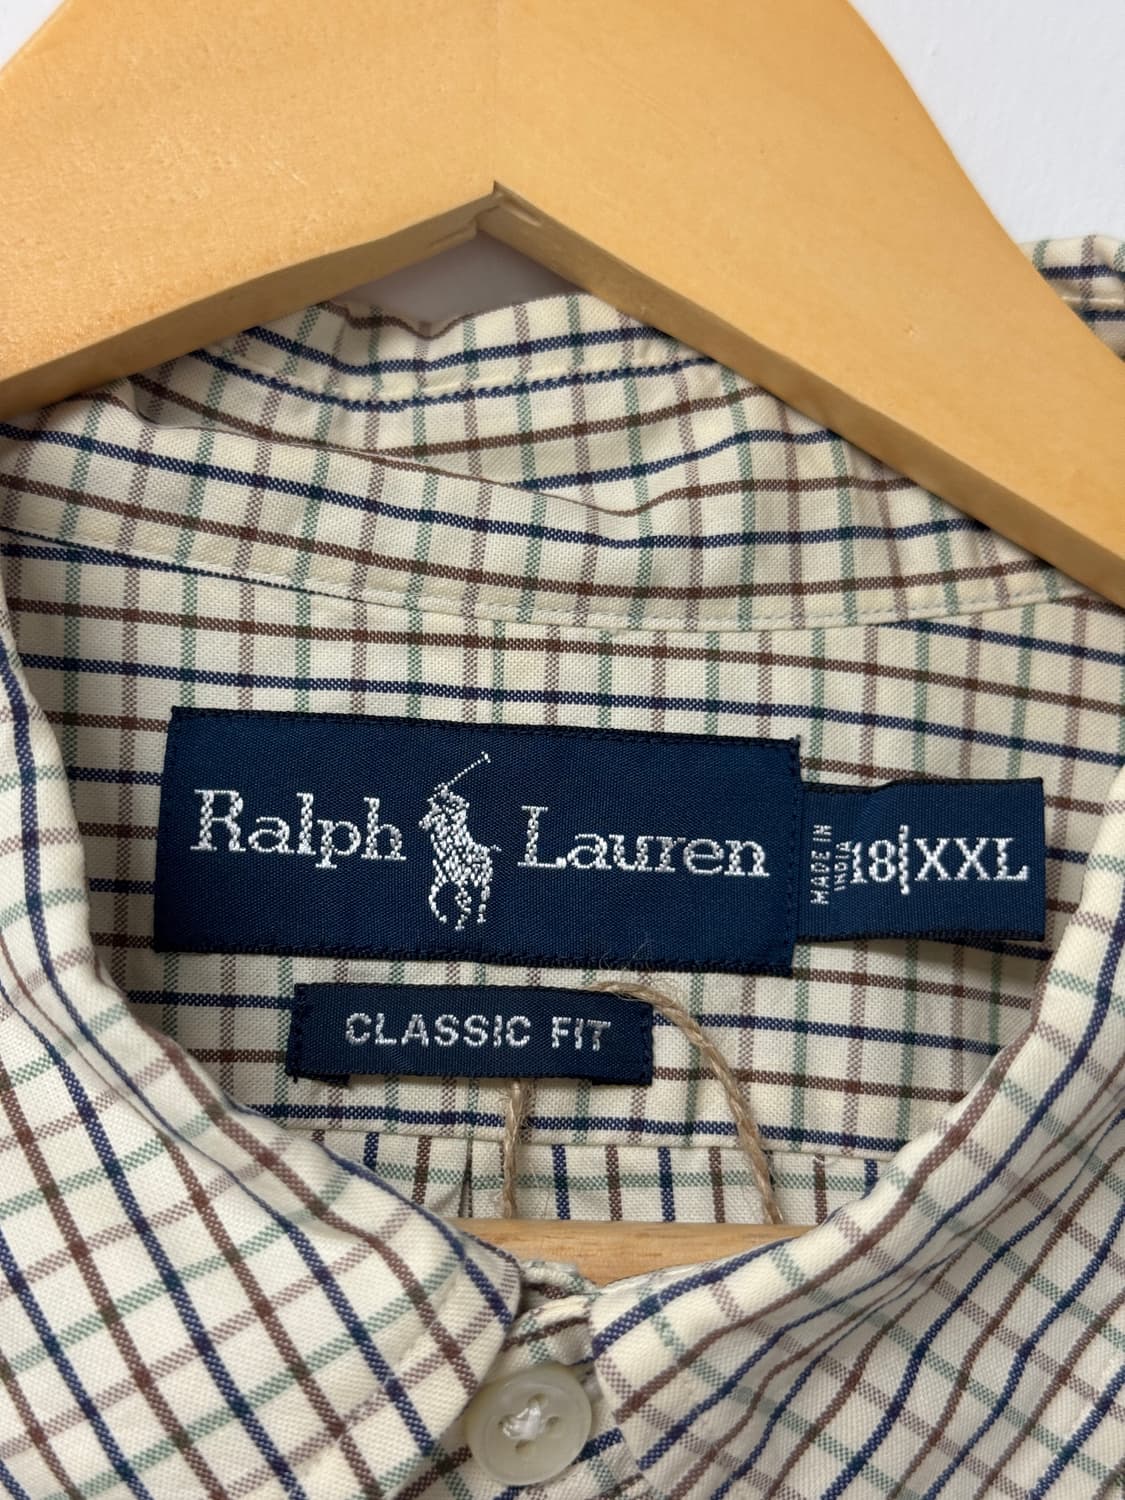 Ralph Lauren
MADE IN
INDIA
18|XXL
CLASSIC FIT